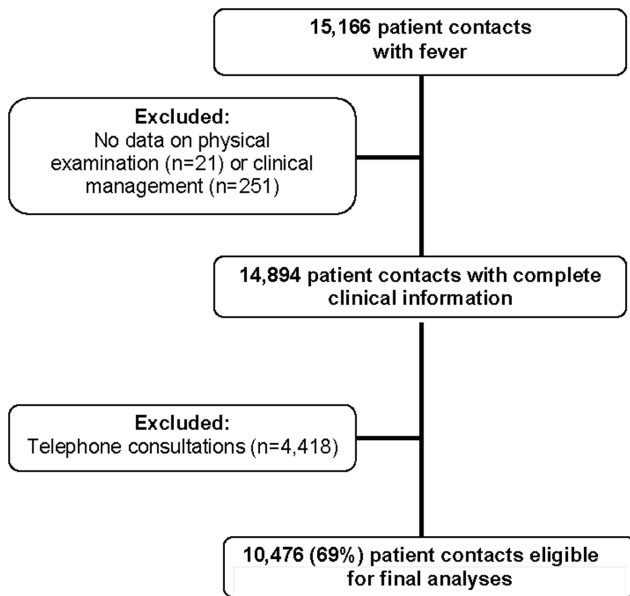 15,166 patient contacts
with fever
Excluded:
No data on physical
examination (n=21) or clinical
management (n=251)
14,894 patient contacts with complete
clinical information
Excluded:
Telephone consultations (n=4,418)
10,476 (69%) patient contacts eligible
for final analyses